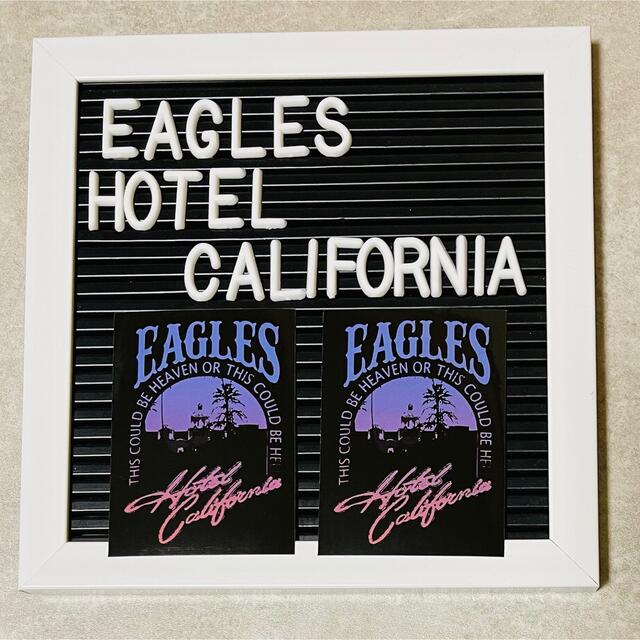 EAGLES
HOTEL
CALIFORNIA
EAGLES
THIS COULD BE HEAVEN OR THIS COULD BE
Hotel
California
EAGLES
THIS COULD BE HEAVEN OR THIS COULD BE
Hotel
California